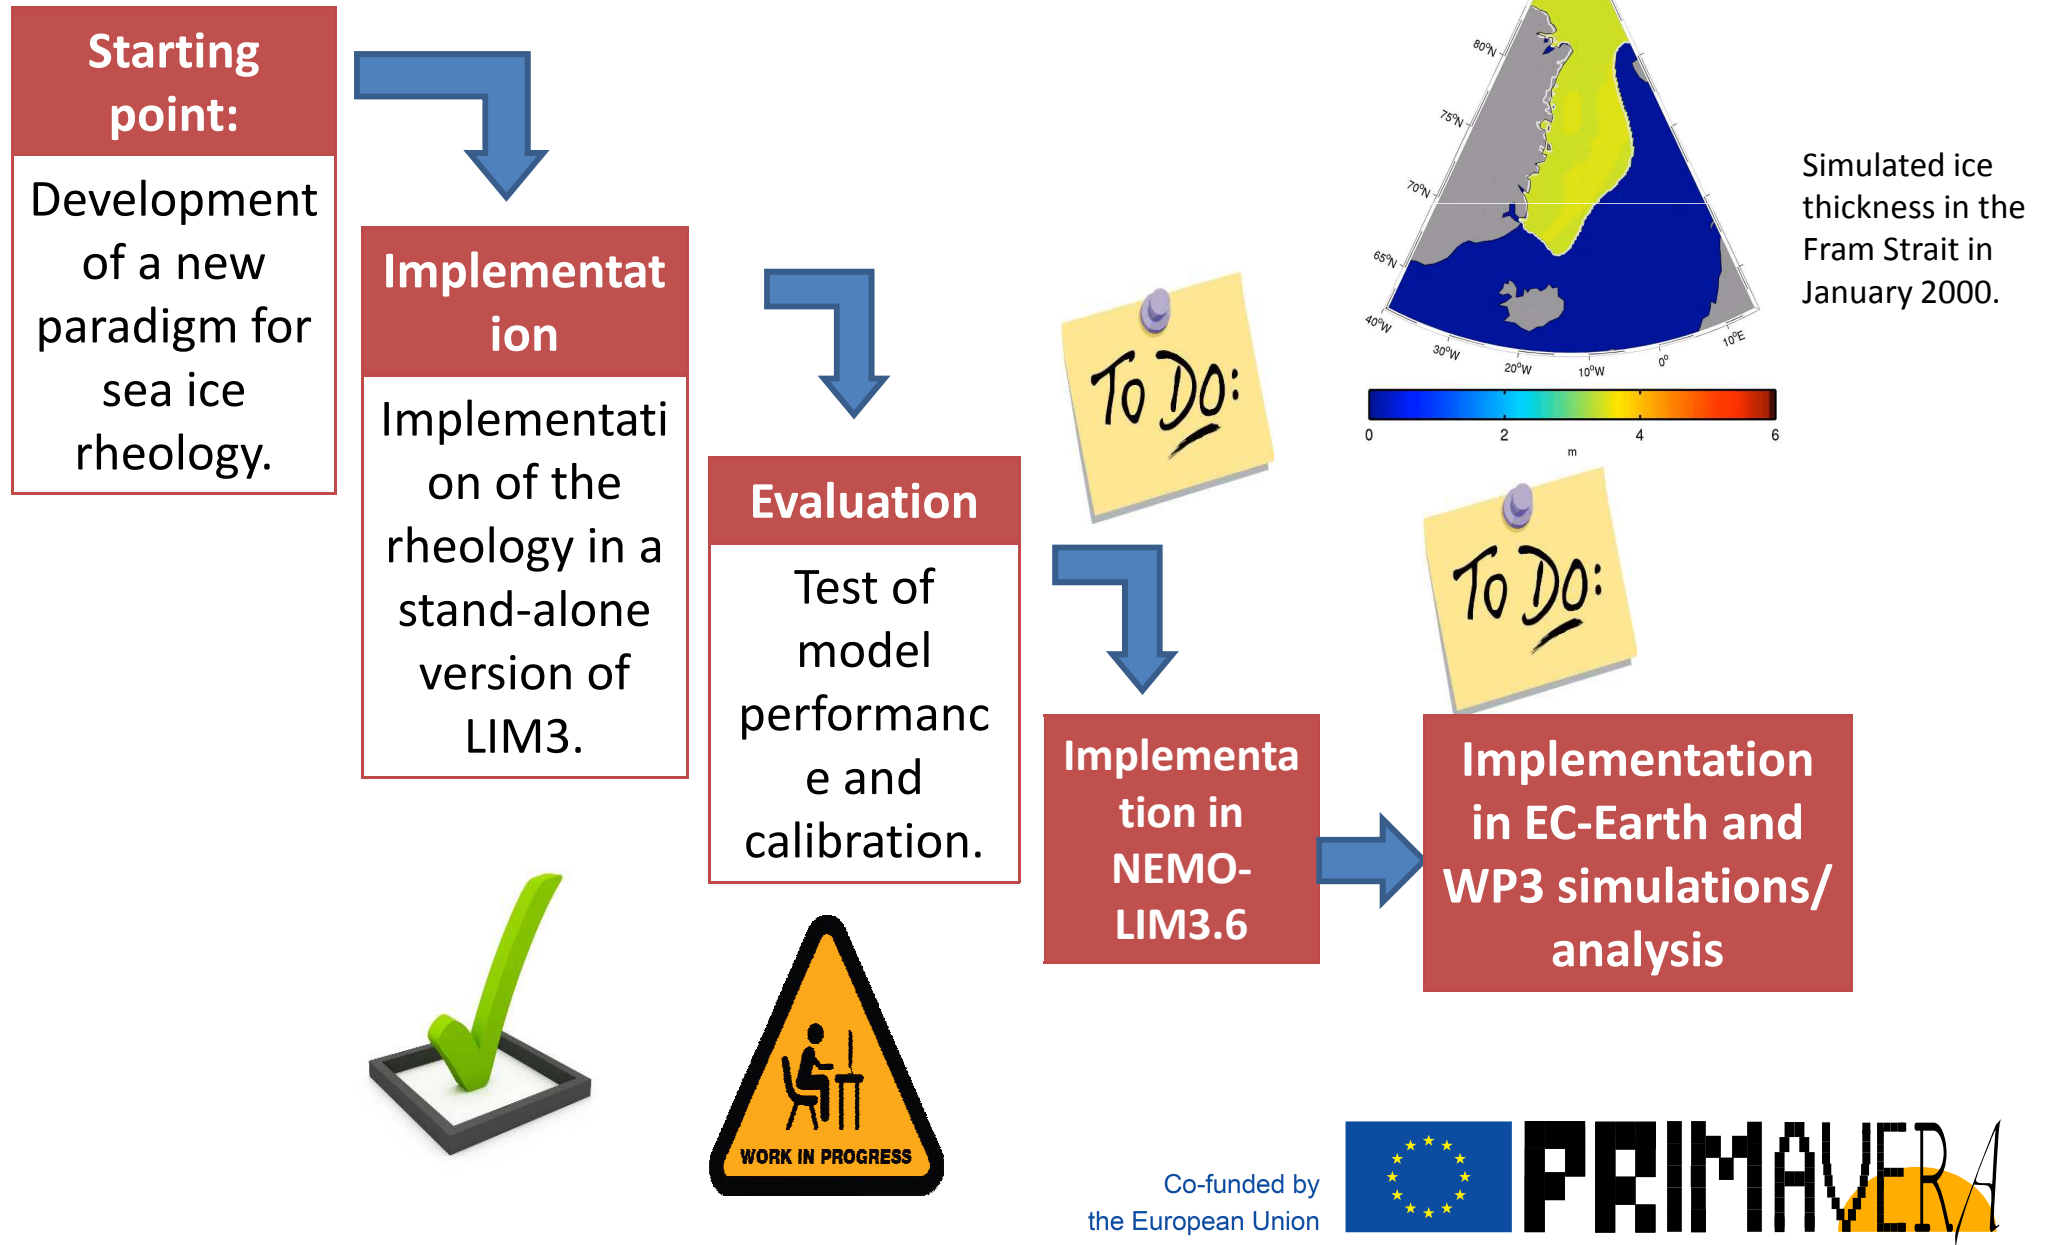 Starting
point:
Development
of a new
paradigm for
sea ice
rheology.
Implementat
ion
Implementati
on of the
rheology in a
stand-alone
version of
LIM3.
Evaluation
Test of
model
performanc
e and
calibration.
WORK IN PROGRESS
TO DO:
Implementa
tion in
NEMO-
LIM3.6
TO DO:
Implementation
in EC-Earth and
WP3 simulations/
analysis
80°N
75°N
70°N
65°N
40°W
30°W
20°W
10°W
0°
10°E
0 2 4 6
m
Simulated ice
thickness in the
Fram Strait in
January 2000.
Co-funded by
the European Union
PRIMAVERA